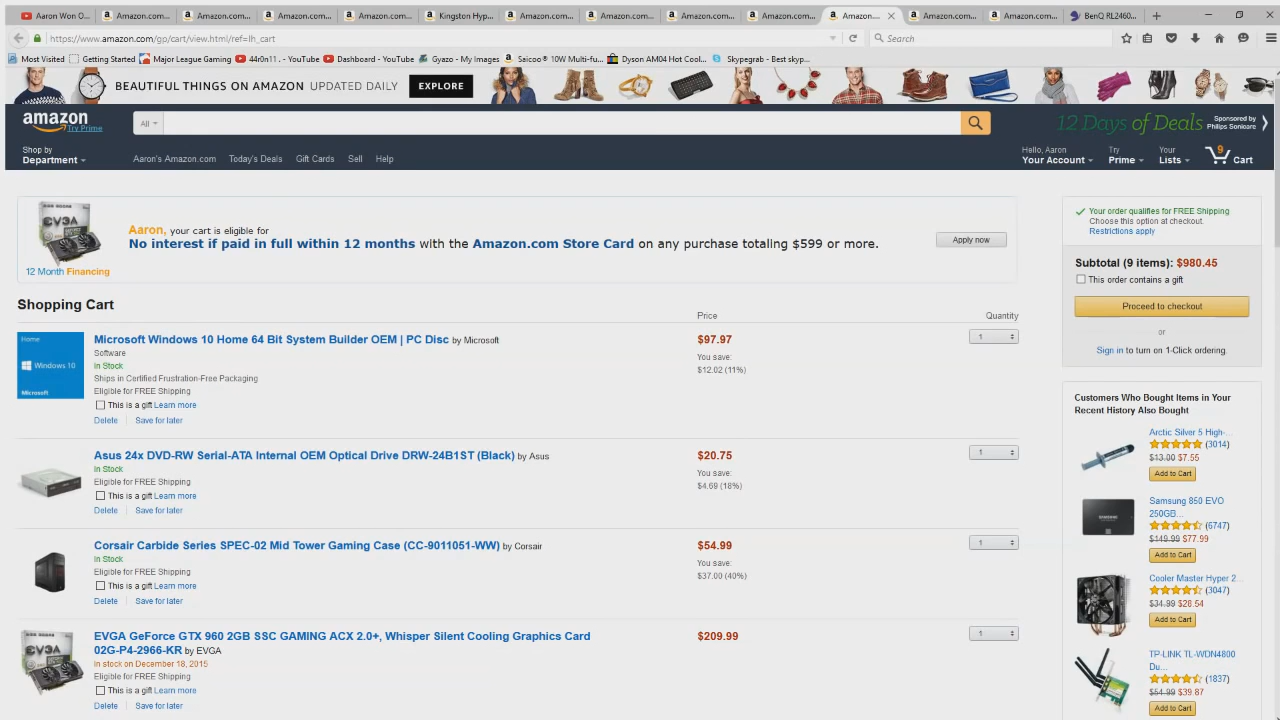 Aaron Won O...
Amazon.com...
Amazon.com...
Amazon.com...
Amazon.com...
Kingston Hyp...
Amazon.com...
Amazon.com...
Amazon.com...
Amazon.com...
Amazon....
Amazon.com...
Amazon.com...
BenQ RL2460...
https://www.amazon.com/gp/cart/view.html/ref=lh_cart
Search
Most Visited
Getting Started
Major League Gaming
44r0n11 . - YouTube
Dashboard - YouTube
Gyazo - My Images
Saicoo® 10W Multi-fu...
Dyson AM04 Hot Cool...
Skypegrab - Best skyp...
BEAUTIFUL THINGS ON AMAZON UPDATED DAILY
EXPLORE
amazon
Try Prime
All
12 Days of Deals
Sponsored by
Philips Sonicare
Shop by
Department
Aaron's Amazon.com
Today's Deals
Gift Cards
Sell
Help
Hello, Aaron
Your Account
Try
Prime
Your
Lists
9
Cart
EVGA
12 Month Financing
Aaron, your cart is eligible for
No interest if paid in full within 12 months with the Amazon.com Store Card on any purchase totaling $599 or more.
Apply now
Your order qualifies for FREE Shipping
Choose this option at checkout.
Restrictions apply
Subtotal (9 items): $980.45
This order contains a gift
Proceed to checkout
or
Sign in to turn on 1-Click ordering.
Shopping Cart
Price
Quantity
Home
Windows 10
Microsoft
Microsoft Windows 10 Home 64 Bit System Builder OEM | PC Disc by Microsoft
Software
In Stock
Ships in Certified Frustration-Free Packaging
Eligible for FREE Shipping
This is a gift Learn more
Delete
Save for later
$97.97
You save:
$12.02 (11%)
1
Asus 24x DVD-RW Serial-ATA Internal OEM Optical Drive DRW-24B1ST (Black) by Asus
In Stock
Eligible for FREE Shipping
This is a gift Learn more
Delete
Save for later
$20.75
You save:
$4.69 (18%)
1
Corsair Carbide Series SPEC-02 Mid Tower Gaming Case (CC-9011051-WW) by Corsair
In Stock
Eligible for FREE Shipping
This is a gift Learn more
Delete
Save for later
$54.99
You save:
$37.00 (40%)
1
EVGA
EVGA GeForce GTX 960 2GB SSC GAMING ACX 2.0+, Whisper Silent Cooling Graphics Card
02G-P4-2966-KR by EVGA
In stock on December 18, 2015
Eligible for FREE Shipping
This is a gift Learn more
Delete
Save for later
$209.99
1
Customers Who Bought Items in Your
Recent History Also Bought
Arctic Silver 5 High-...
(3014)
$13.00 $7.55
Add to Cart
SAMSUNG
Samsung 850 EVO
250GB...
(6747)
$149.99 $77.99
Add to Cart
Cooler Master Hyper 2...
(3047)
$34.99 $28.54
Add to Cart
TP-LINK TL-WDN4800
Du...
(1837)
$54.99 $39.87
Add to Cart